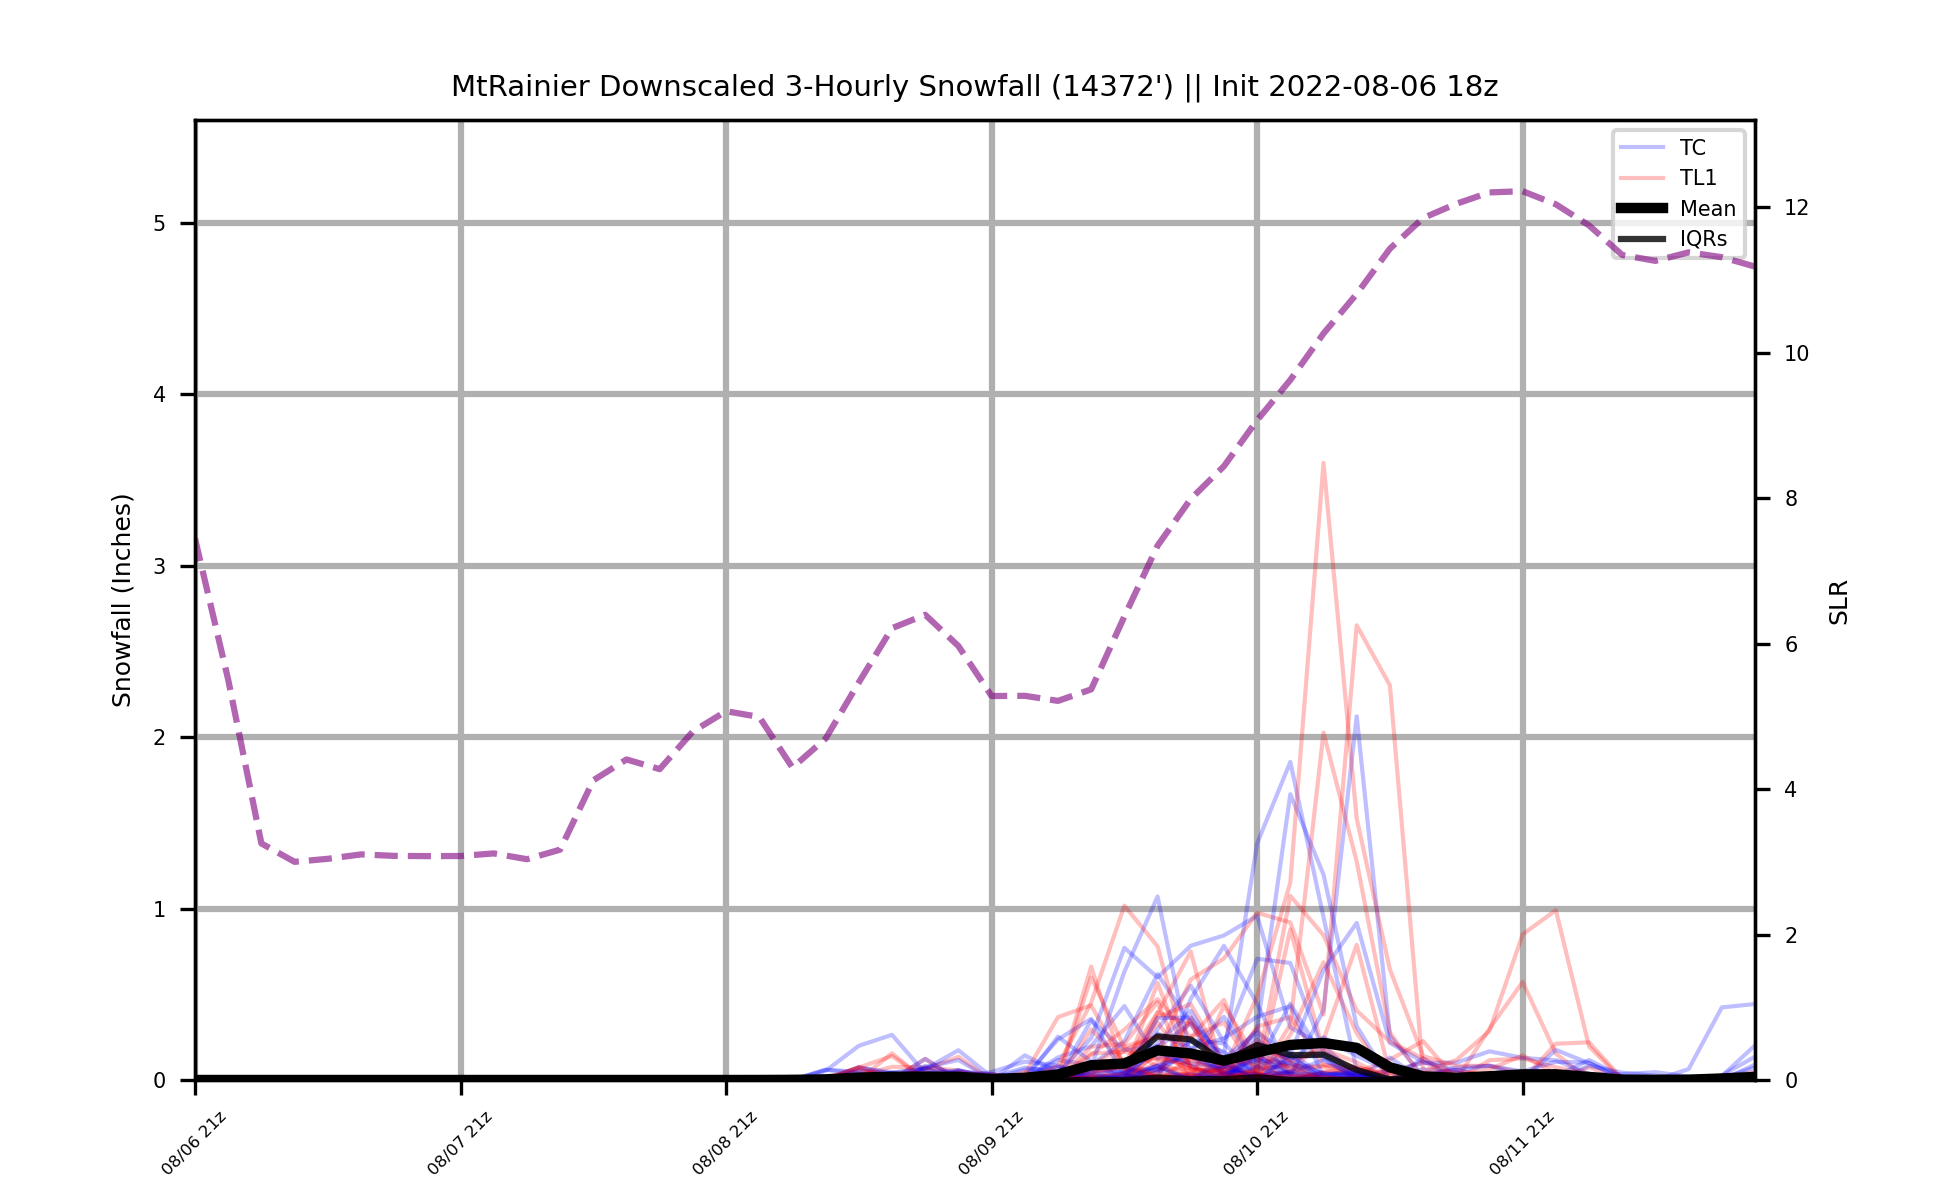 MtRainier Downscaled 3-Hourly Snowfall (14372') || Init 2022-08-06 18z
TC
TL1
Mean
IQRs
Snowfall (Inches)
5
4
3
2
1
0
SLR
12
10
8
6
4
2
0
08/06 21z
08/07 21z
08/08 21z
08/09 21z
08/10 21z
08/11 21z